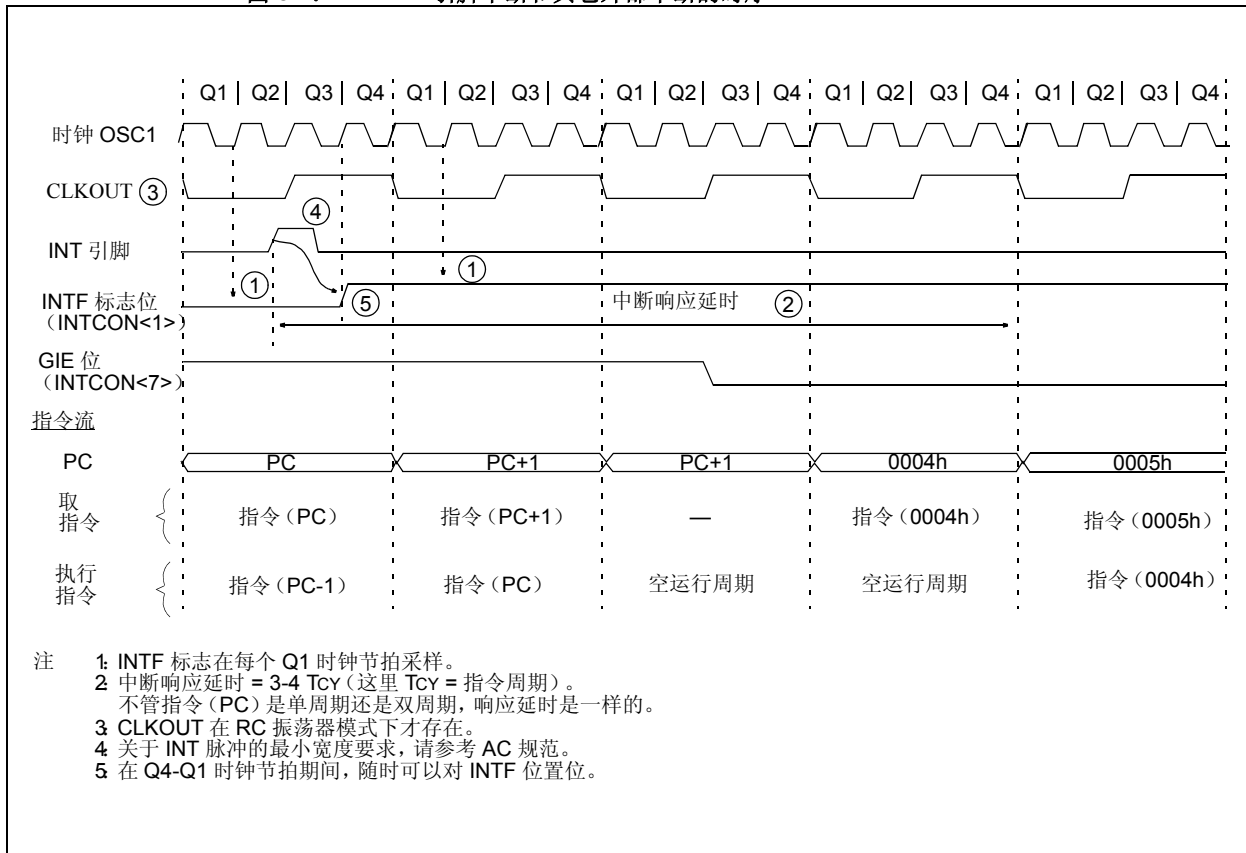 Q1 Q2 Q3 Q4 Q1 Q2 Q3 Q4 Q1 Q2 Q3 Q4 Q1 Q2 Q3 Q4 Q1 Q2 Q3 Q4
时钟 OSC1
CLKOUT ③
④
INT 引脚
① ①
INTF 标志位
（INTCON<1>）
⑤ 中断响应延时 ②
GIE 位
（INTCON<7>）
指令流
PC PC PC+1 PC+1 0004h 0005h
取
指令 指令（PC） 指令（PC+1） — 指令（0004h） 指令（0005h）
执行
指令 指令（PC-1） 指令（PC） 空运行周期 空运行周期 指令（0004h）
注 1: INTF 标志在每个 Q1 时钟节拍采样。
2: 中断响应延时 = 3-4 TCY（这里 TCY = 指令周期）。
不管指令（PC）是单周期还是双周期，响应延时是一样的。
3: CLKOUT 在 RC 振荡器模式下才存在。
4: 关于 INT 脉冲的最小宽度要求，请参考 AC 规范。
5: 在 Q4-Q1 时钟节拍期间，随时可以对 INTF 位置位。